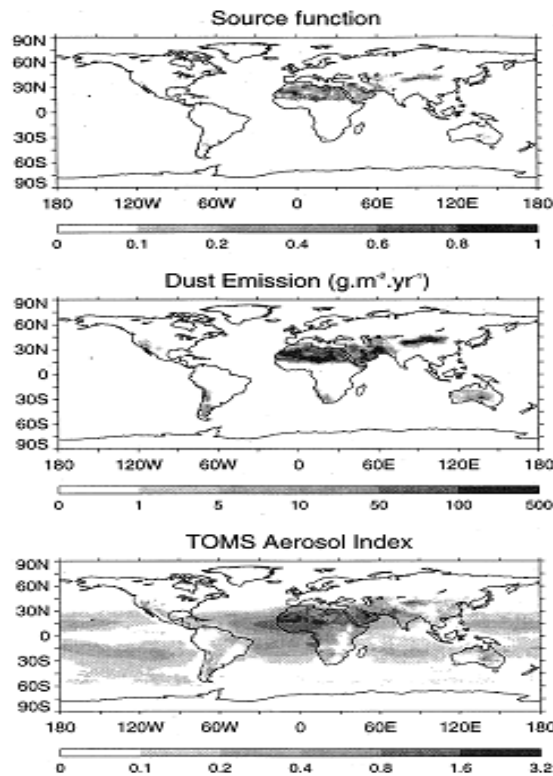 Source function
90N
60N
30N
0
30S
60S
90S
180 120W 60W 0 60E 120E 180
0 0.1 0.2 0.4 0.6 0.8 1
Dust Emission (g.m⁻².yr⁻¹)
90N
60N
30N
0
30S
60S
90S
180 120W 60W 0 60E 120E 180
0 1 5 10 50 100 500
TOMS Aerosol Index
90N
60N
30N
0
30S
60S
90S
180 120W 60W 0 60E 120E 180
0 0.1 0.2 0.4 0.8 1.6 3.2